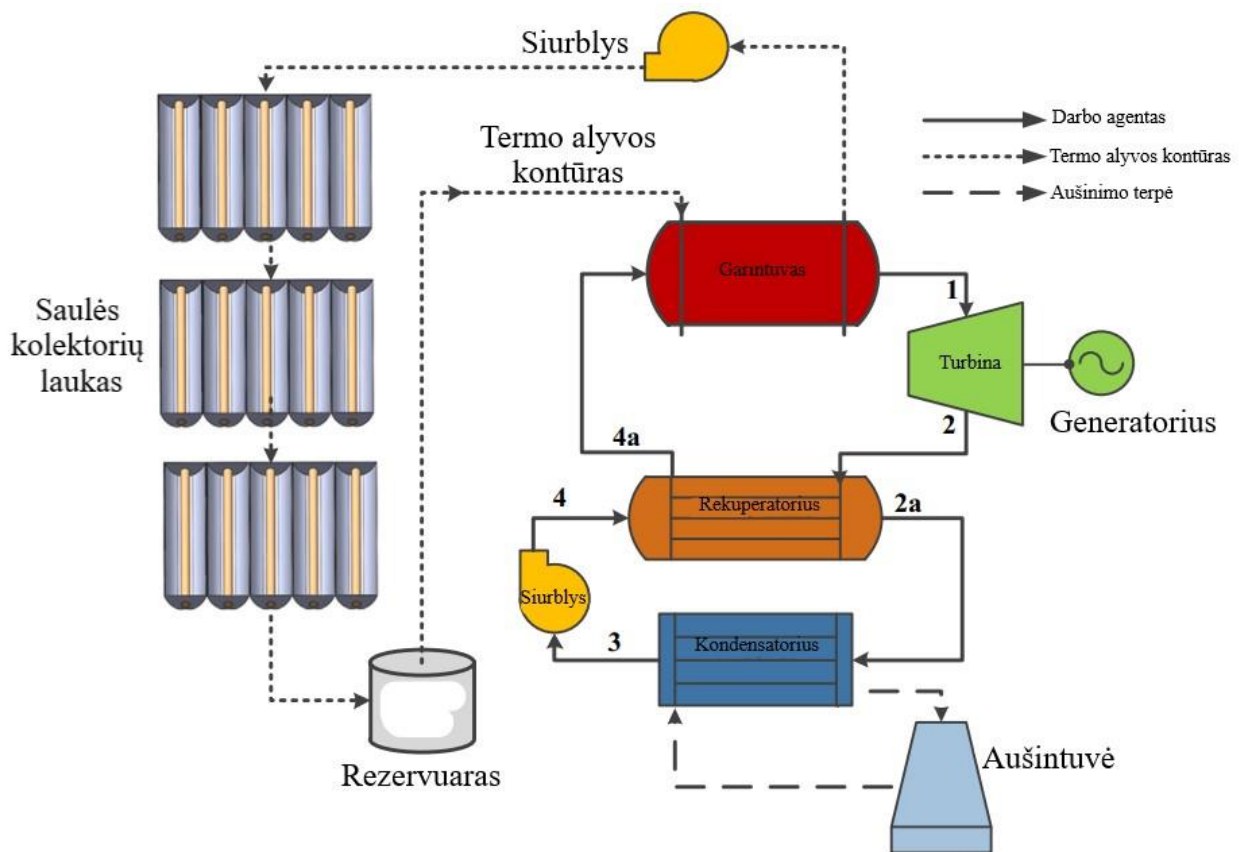 Siurblys
Termo alyvos
kontūras
Darbo agentas
Termo alyvos kontūras
Aušinimo terpė
Saulės
kolektorių
laukas
Garintuvas
1
Turbina
Generatorius
2
4a
4
Rekuperatorius
2a
Siurblys
3
Kondensatorius
Rezervuaras
Aušintuvė